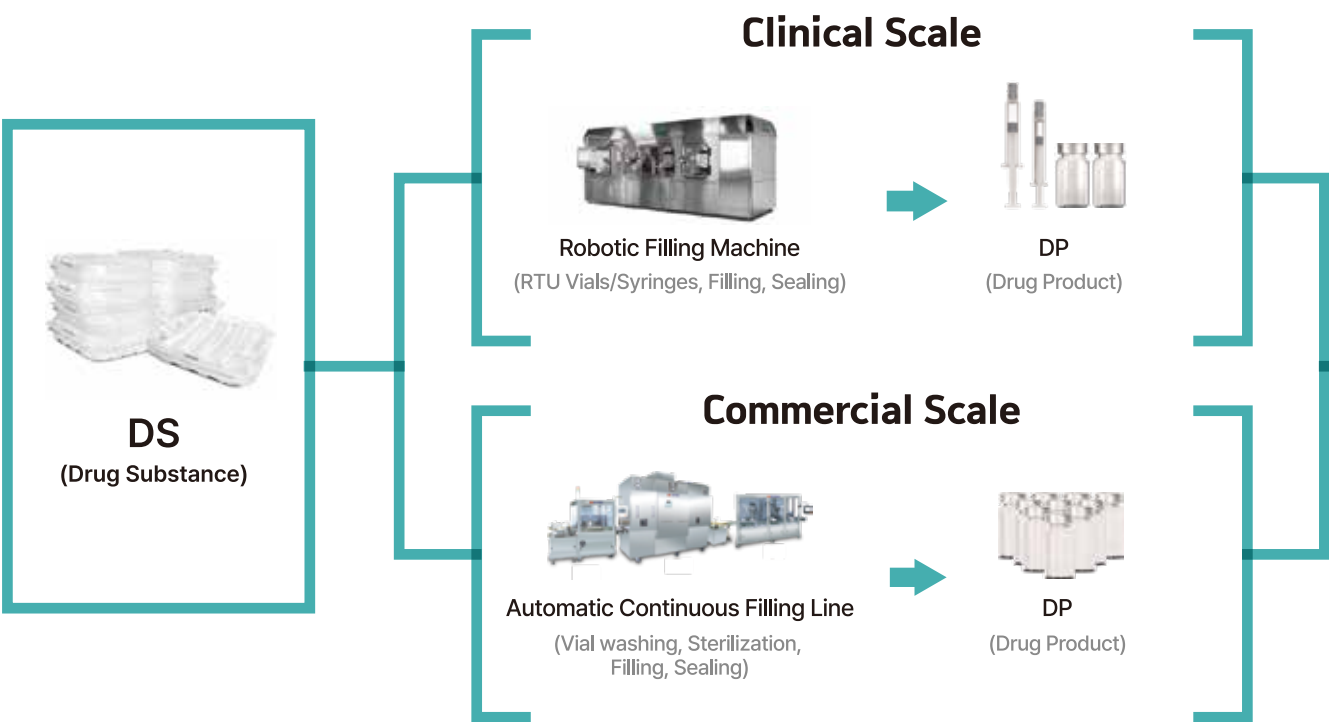 Clinical Scale
Robotic Filling Machine
(RTU Vials/Syringes, Filling, Sealing)
DP
(Drug Product)
DS
(Drug Substance)
Commercial Scale
Automatic Continuous Filling Line
(Vial washing, Sterilization,
Filling, Sealing)
DP
(Drug Product)